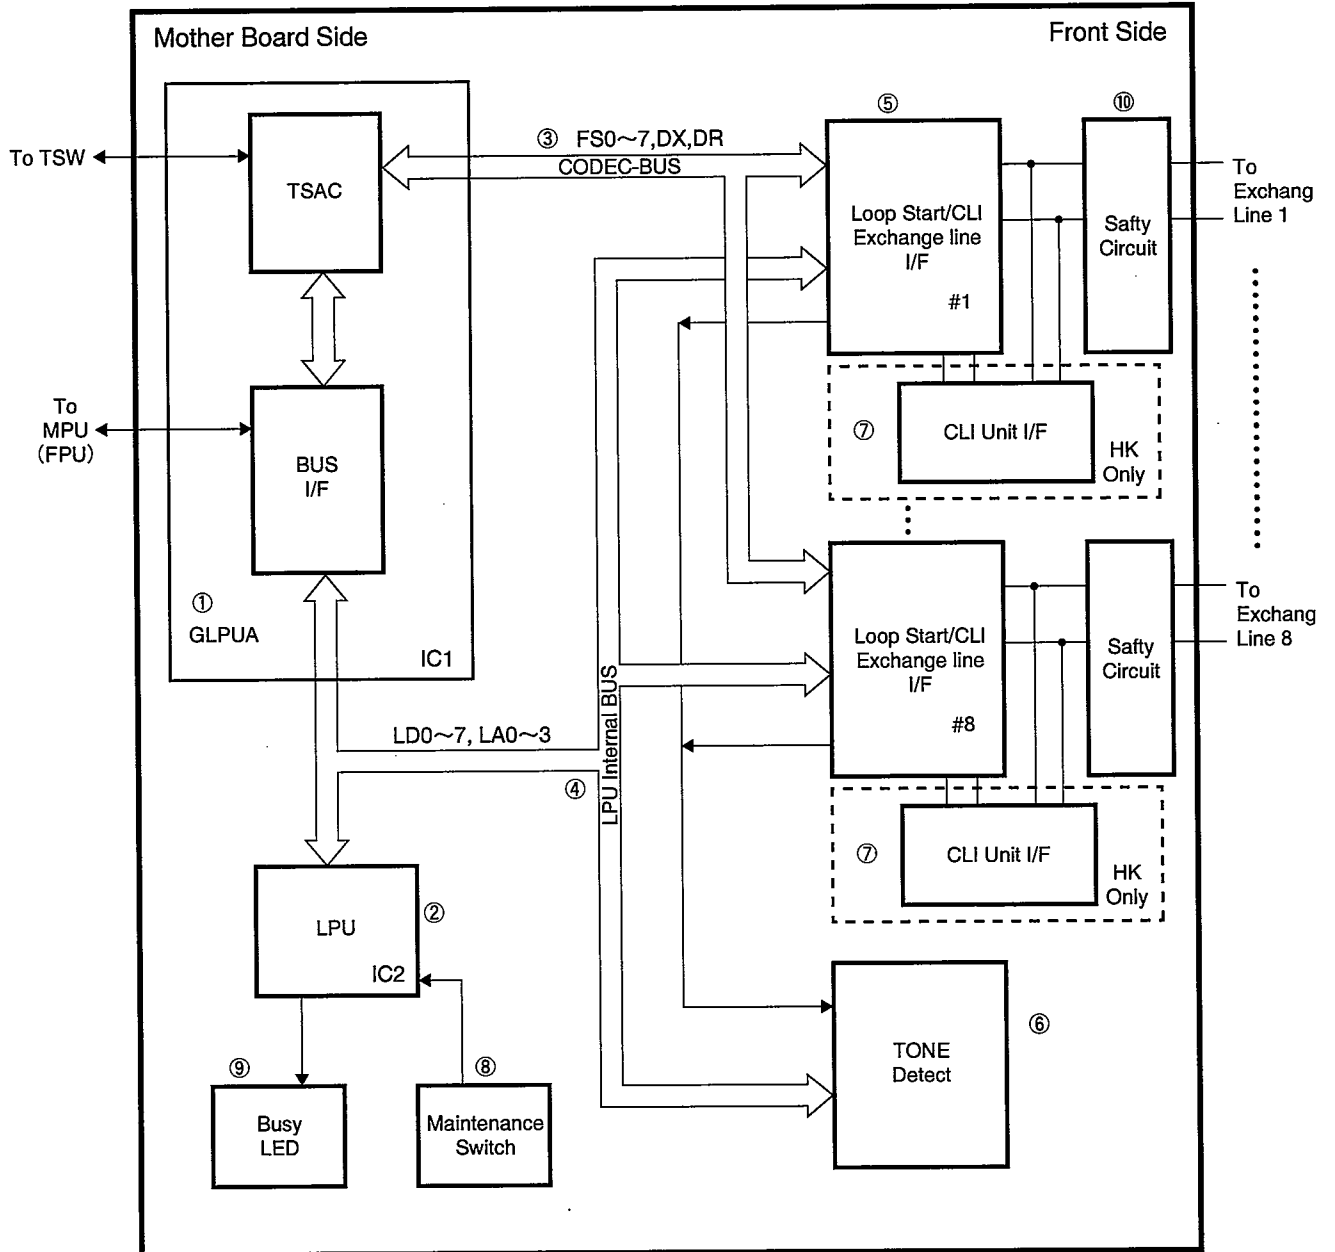 Mother Board Side
Front Side
To TSW
TSAC
③ FS0～7,DX,DR
CODEC-BUS
⑤
⑩
Loop Start/CLI
Exchange line
I/F
#1
Safty
Circuit
To
Exchang
Line 1
To
MPU
(FPU)
BUS
I/F
⑦
CLI Unit I/F
HK
Only
①
GLPUA
IC1
Loop Start/CLI
Exchange line
I/F
#8
Safty
Circuit
To
Exchang
Line 8
LD0～7, LA0～3
④
LPU Internal BUS
⑦
CLI Unit I/F
HK
Only
LPU
IC2
②
TONE
Detect
⑥
⑨
Busy
LED
⑧
Maintenance
Switch